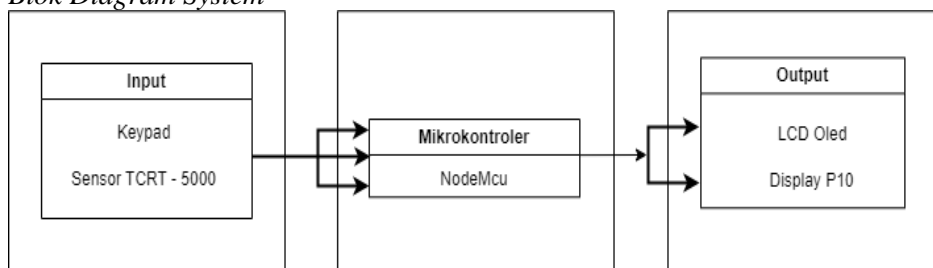 Blok Diagram System
Input
Keypad
Sensor TCRT - 5000
Mikrokontroler
NodeMcu
Output
LCD Oled
Display P10